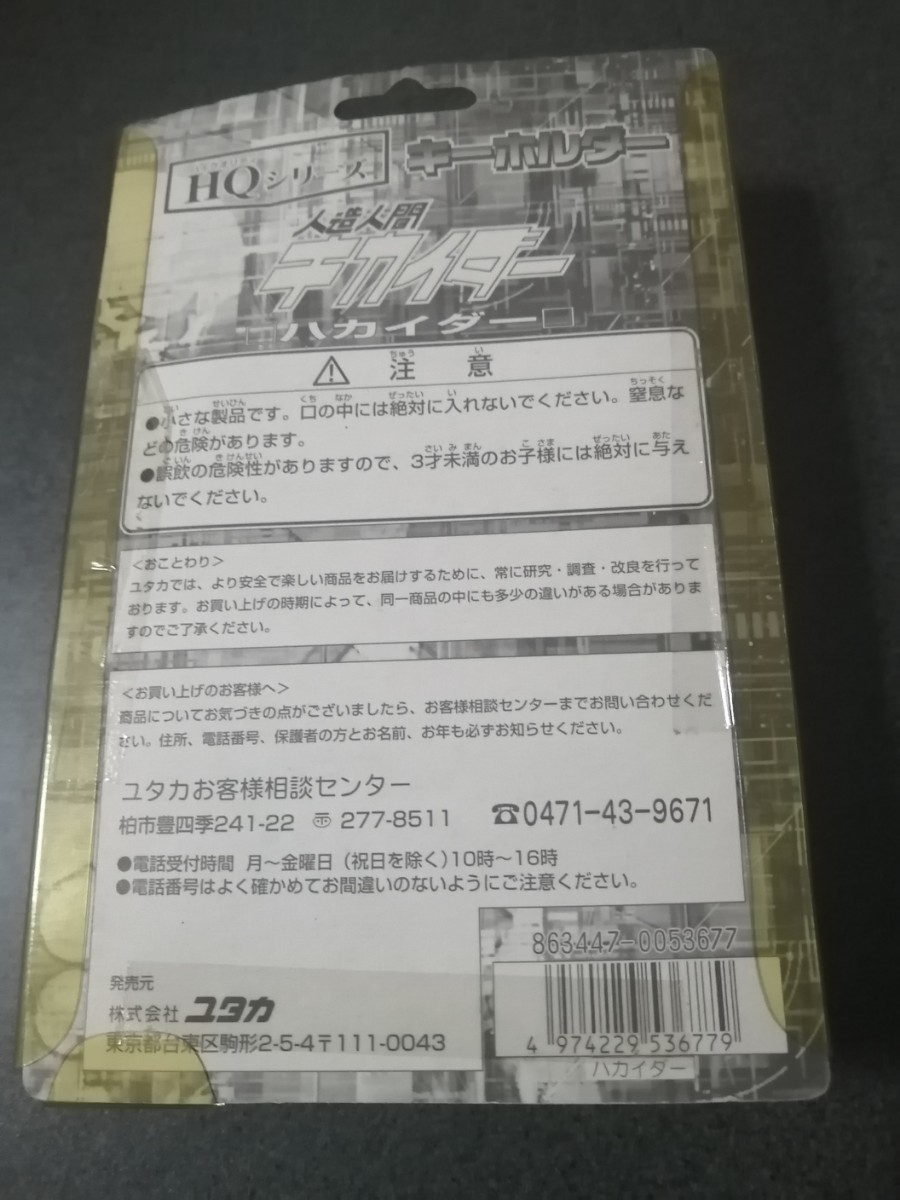 HQシリーズ
キーホルダー
人造人間
キカイダー
□ハカイダー□
⚠ 注意
●小さな製品です。口の中には絶対に入れないでください。窒息な
どの危険があります。
●誤飲の危険性がありますので、3才未満のお子様には絶対に与え
ないでください。
<おことわり>
ユタカでは、より安全で楽しい商品をお届けするために、常に研究・調査・改良を行って
おります。お買い上げの時期によって、同一商品の中にも多少の違いがある場合がありま
すのでご了承ください。
<お買い上げのお客様へ>
商品についてお気づきの点がございましたら、お客様相談センターまでお問い合わせくだ
さい。住所、電話番号、保護者の方とお名前、お年も必ずお知らせください。
ユタカお客様相談センター
柏市豊四季241-22 〠 277-8511 ☎0471-43-9671
●電話受付時間 月〜金曜日(祝日を除く)10時〜16時
●電話番号はよく確かめてお間違いのないようにご注意ください。
863447-0053677
発売元
株式会社 ユタカ
東京都台東区駒形2-5-4〒111-0043
4 974229 536779
ハカイダー